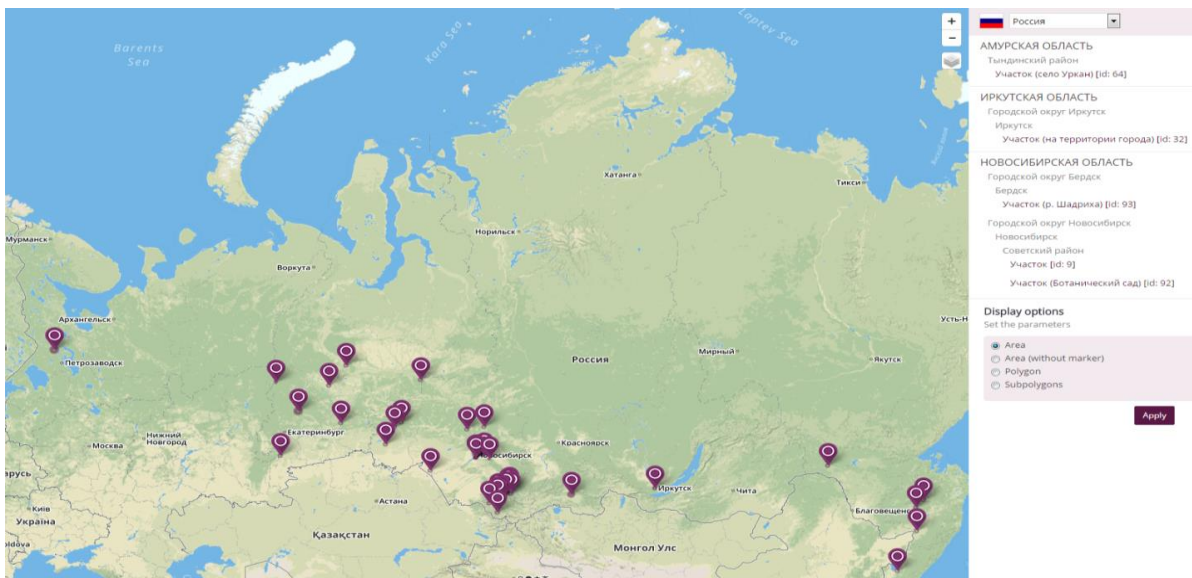 Barents
Sea
Kara Sea
Laptev Sea
Хатанга
Тикси
Мурманск
Норильск
Воркута
Архангельск
Усть-Н
Петрозаводск
Россия
Мирный
Якутск
Екатеринбург
Нижний
Новгород
Москва
Красноярск
Новосибирск
арусь
Иркутск
Чита
Астана
Київ
Україна
Благовещенс
Қазақстан
ldova
Монгол Улс
+
−
Россия
АМУРСКАЯ ОБЛАСТЬ
Тындинский район
Участок (село Уркан) [id: 64]
ИРКУТСКАЯ ОБЛАСТЬ
Городской округ Иркутск
Иркутск
Участок (на территории города) [id: 32]
НОВОСИБИРСКАЯ ОБЛАСТЬ
Городской округ Бердск
Бердск
Участок (р. Шадриха) [id: 93]
Городской округ Новосибирск
Новосибирск
Советский район
Участок [id: 9]
Участок (Ботанический сад) [id: 92]
Display options
Set the parameters
Area
Area (without marker)
Polygon
Subpolygons
Apply